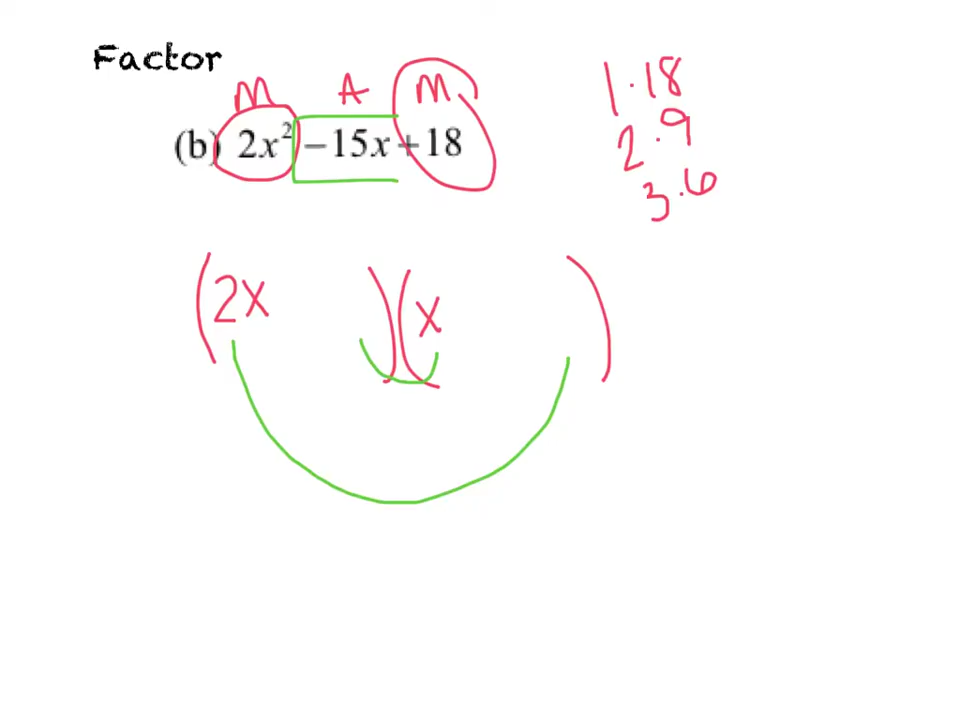 Factor
M A M
(b) 2x² −15x +18
1·18
2·9
3·6
(2x )(x )